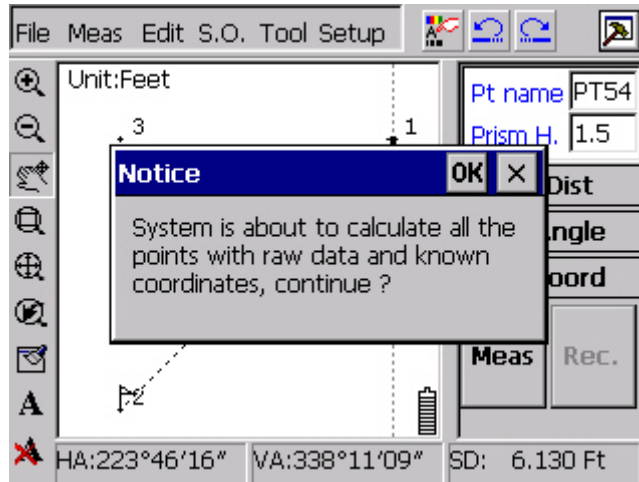 File Meas Edit S.O. Tool Setup
Unit:Feet
Pt name PT54
3
1
Prism H. 1.5
Notice OK
Dist
System is about to calculate all the
points with raw data and known
coordinates, continue ?
ngle
oord
Meas Rec.
2
A
A
HA:223°46'16" VA:338°11'09" SD: 6.130 Ft